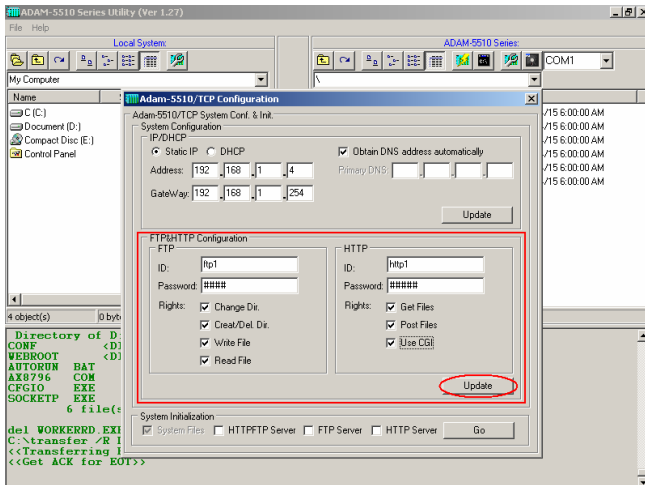 ADAM-5510 Series Utility (Ver 1.27)
File Help
Local System:
ADAM-5510 Series:
COM1
My Computer
\
Name
C (C:)
Document (D:)
Compact Disc (E:)
Control Panel
/15 6:00:00 AM
/15 6:00:00 AM
/15 6:00:00 AM
/15 6:00:00 AM
/15 6:00:00 AM
/15 6:00:00 AM
4 object(s)
0 byt
Adam-5510/TCP Configuration
Adam-5510/TCP System Conf. & Init.
System Configuration
IP/DHCP
Static IP DHCP
Obtain DNS address automatically
Address: 192 . 168 . 1 . 4
Primary DNS: . . .
GateWay: 192 . 168 . 1 . 254
Update
FTP&HTTP Configuration
FTP
ID: ftp1
Password: ####
Rights: Change Dir.
Creat/Del. Dir.
Write File
Read File
HTTP
ID: http1
Password: #####
Rights: Get Files
Post Files
Use CGI
Update
System Initialization
System Files HTTPFTP Server FTP Server HTTP Server Go
Directory of D:
CONF <D
WEBROOT <D
AUTORUN BAT
AX8796 COM
CFGIO EXE
SOCKETP EXE
6 file(s
del WORKERRD.EX
C:\transfer /R
<<Transferring
<<Get ACK for EOT>>